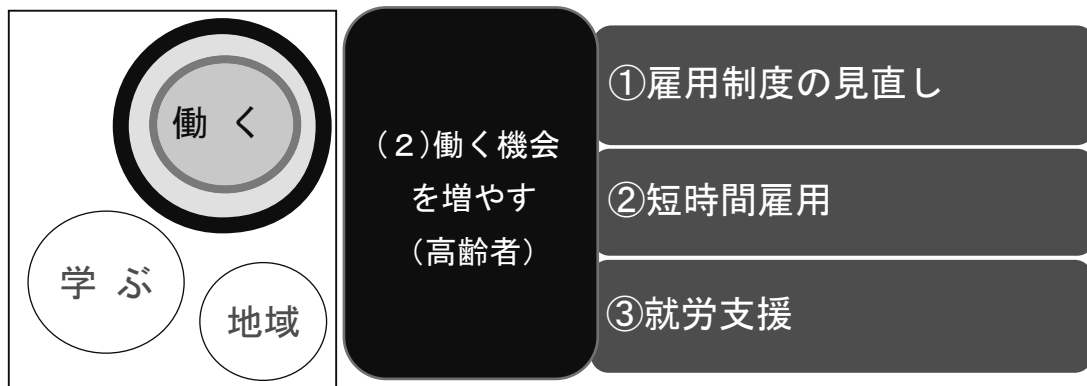 働 く
学 ぶ
地域
(2)働く機会
を増やす
(高齢者)
①雇用制度の見直し
②短時間雇用
③就労支援